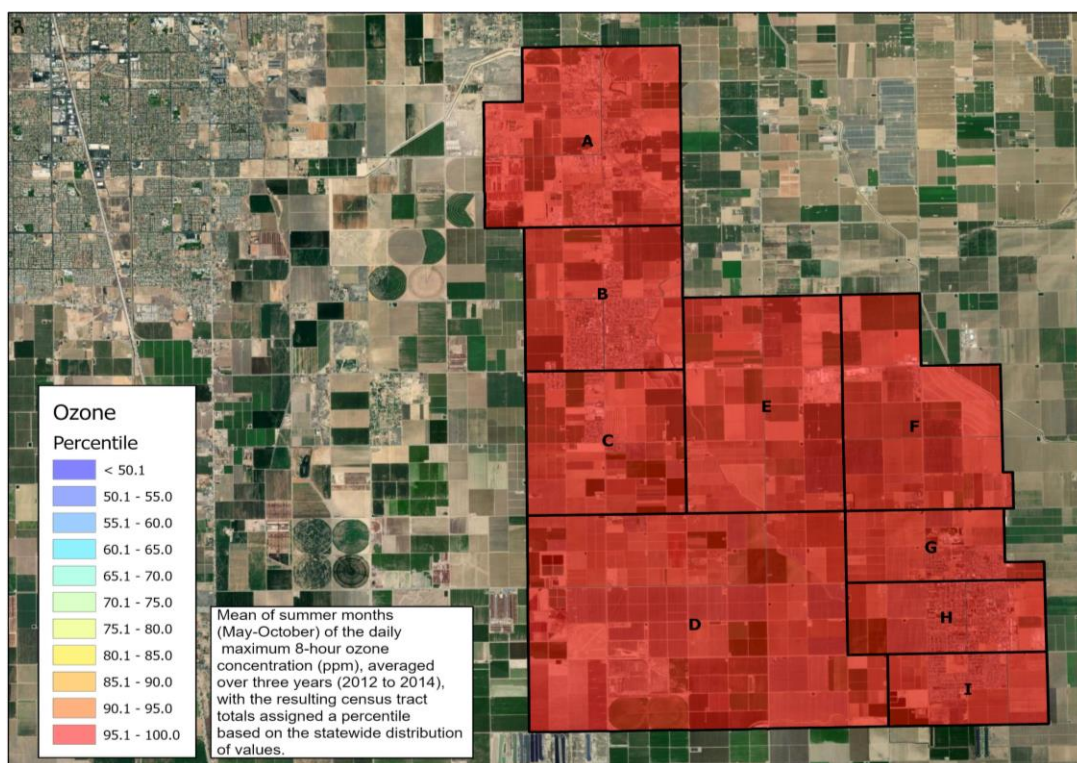 A
B
E
C
F
G
D
H
I
Ozone
Percentile
< 50.1
50.1 - 55.0
55.1 - 60.0
60.1 - 65.0
65.1 - 70.0
70.1 - 75.0
75.1 - 80.0
80.1 - 85.0
85.1 - 90.0
90.1 - 95.0
95.1 - 100.0
Mean of summer months
(May-October) of the daily
maximum 8-hour ozone
concentration (ppm), averaged
over three years (2012 to 2014),
with the resulting census tract
totals assigned a percentile
based on the statewide distribution
of values.